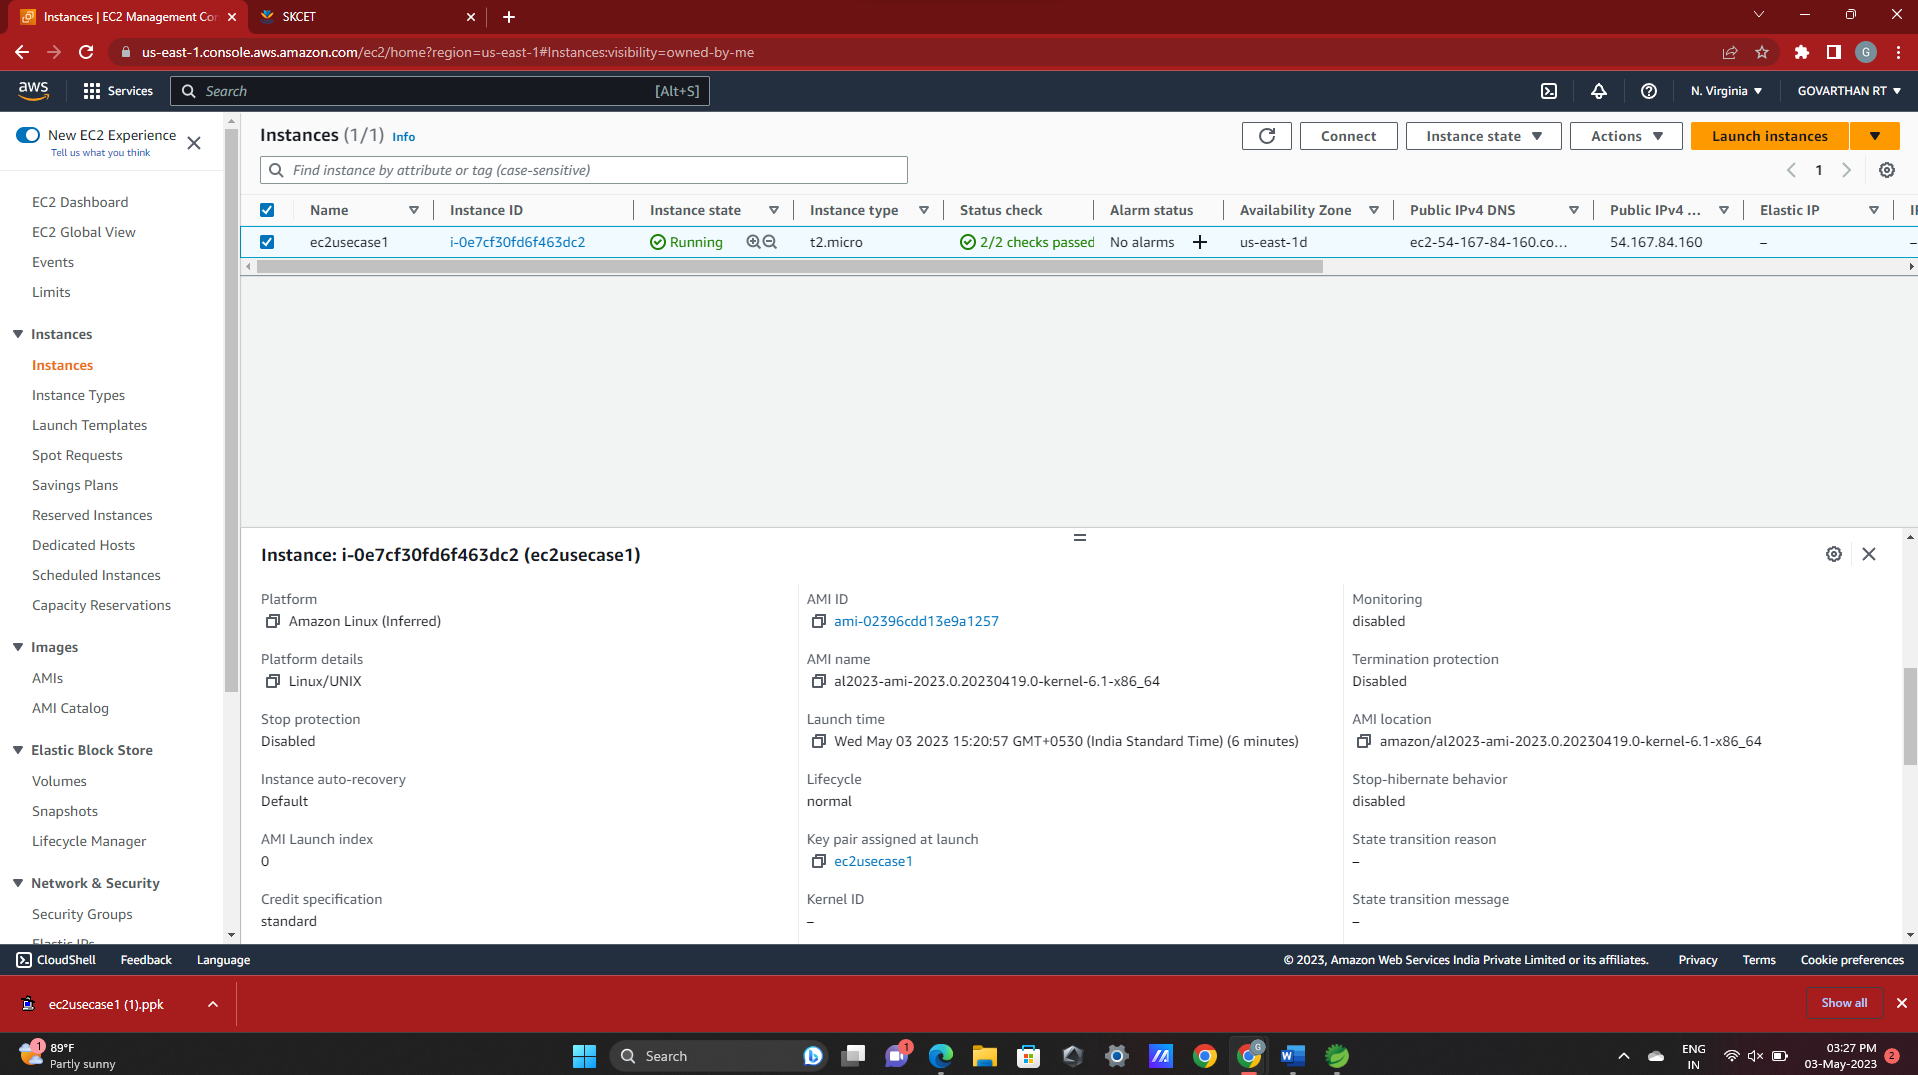 Instances | EC2 Management Con
SKCET
us-east-1.console.aws.amazon.com/ec2/home?region=us-east-1#Instances:visibility=owned-by-me
G
aws
Services
Search
[Alt+S]
N. Virginia
GOVARTHAN RT
New EC2 Experience
Tell us what you think
EC2 Dashboard
EC2 Global View
Events
Limits
Instances
Instances
Instance Types
Launch Templates
Spot Requests
Savings Plans
Reserved Instances
Dedicated Hosts
Scheduled Instances
Capacity Reservations
Images
AMIs
AMI Catalog
Elastic Block Store
Volumes
Snapshots
Lifecycle Manager
Network & Security
Security Groups
Elastic IPs
Instances (1/1) Info
Connect
Instance state
Actions
Launch instances
Find instance by attribute or tag (case-sensitive)
1
Name Instance ID Instance state Instance type Status check Alarm status Availability Zone Public IPv4 DNS Public IPv4 ... Elastic IP
ec2usecase1 i-0e7cf30fd6f463dc2 Running t2.micro 2/2 checks passed No alarms + us-east-1d ec2-54-167-84-160.co... 54.167.84.160 – –
Instance: i-0e7cf30fd6f463dc2 (ec2usecase1)
Platform
Amazon Linux (Inferred)
Platform details
Linux/UNIX
Stop protection
Disabled
Instance auto-recovery
Default
AMI Launch index
0
Credit specification
standard
AMI ID
ami-02396cdd13e9a1257
AMI name
al2023-ami-2023.0.20230419.0-kernel-6.1-x86_64
Launch time
Wed May 03 2023 15:20:57 GMT+0530 (India Standard Time) (6 minutes)
Lifecycle
normal
Key pair assigned at launch
ec2usecase1
Kernel ID
–
Monitoring
disabled
Termination protection
Disabled
AMI location
amazon/al2023-ami-2023.0.20230419.0-kernel-6.1-x86_64
Stop-hibernate behavior
disabled
State transition reason
–
State transition message
–
CloudShell
Feedback
Language
© 2023, Amazon Web Services India Private Limited or its affiliates.
Privacy
Terms
Cookie preferences
ec2usecase1 (1).ppk
Show all
1
89°F
Partly sunny
Search
1
G
W
ENG
IN
03:27 PM
03-May-2023
2